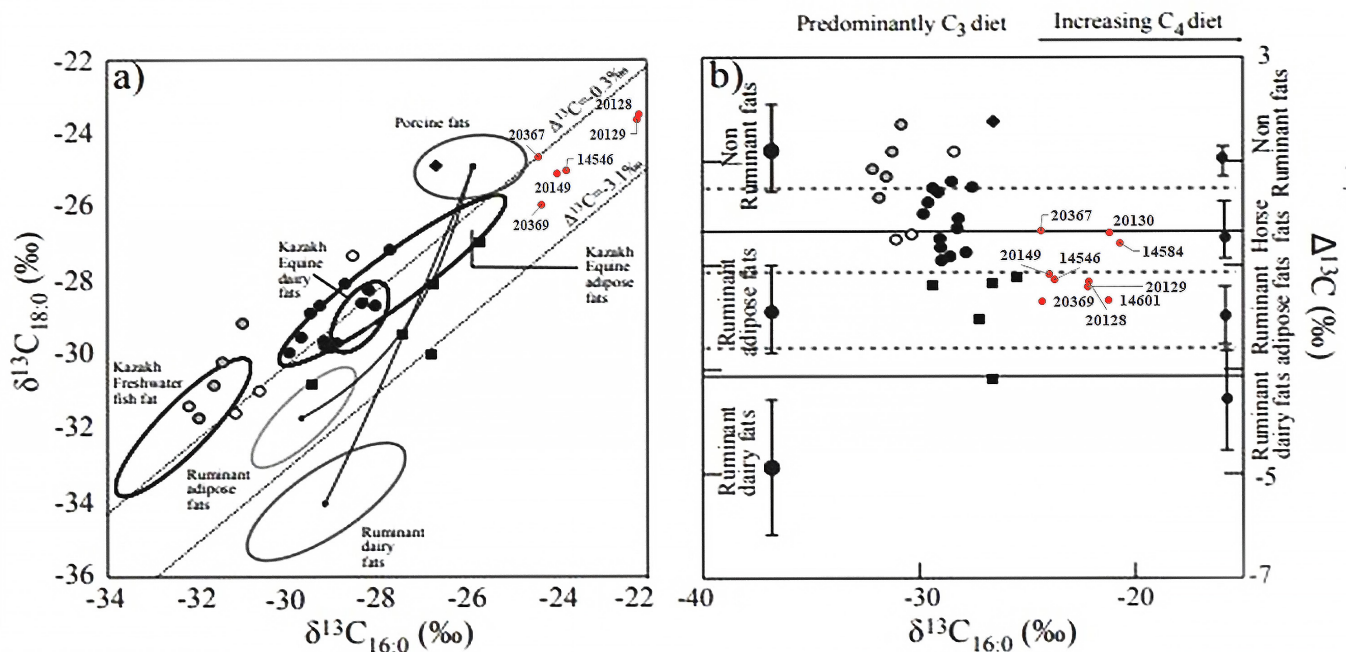 a)
-22
-24
-26
-28
-30
-32
-34
-36
δ13C18:0 (‰)
-34
-32
-30
-28
-26
-24
-22
δ13C16:0 (‰)
Porcine fats
Δ13C=-0.3‰
Δ13C=-3.1‰
20128
20129
20367
14546
20149
20369
Kazakh
Equine
dairy
fats
Kazakh
Equine
adipose
fats
Kazakh
Freshwater
fish fat
Ruminant
adipose
fats
Ruminant
dairy
fats
Predominantly C3 diet
Increasing C4 diet
b)
Non
Ruminant fats
Ruminant
adipose fats
Ruminant
dairy fats
20367
20130
14584
20149
14546
20129
20369
14601
20128
Non
Ruminant fats
Horse
fats
Ruminant
adipose fats
Ruminant
dairy fats
3
-5
-7
Δ13C (‰)
-40
-30
-20
δ13C16:0 (‰)